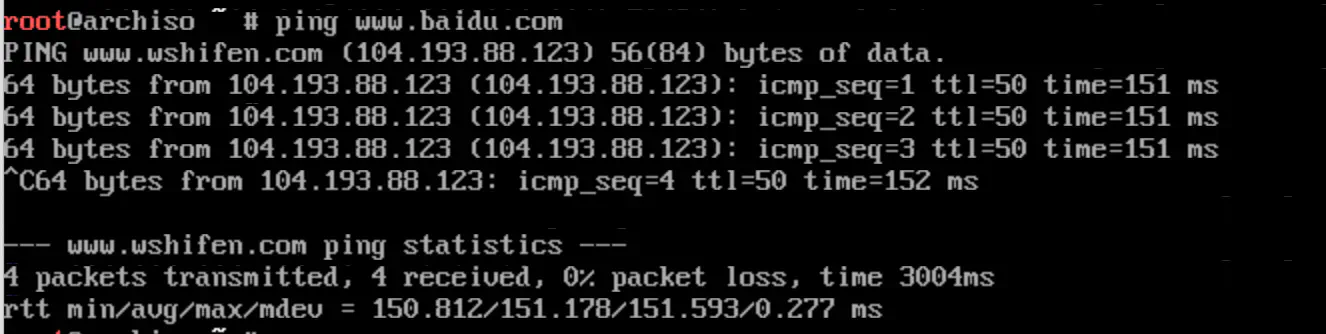 root@archiso ~ # ping www.baidu.com
PING www.wshifen.com (104.193.88.123) 56(84) bytes of data.
64 bytes from 104.193.88.123 (104.193.88.123): icmp_seq=1 ttl=50 time=151 ms
64 bytes from 104.193.88.123 (104.193.88.123): icmp_seq=2 ttl=50 time=151 ms
64 bytes from 104.193.88.123 (104.193.88.123): icmp_seq=3 ttl=50 time=151 ms
^C64 bytes from 104.193.88.123: icmp_seq=4 ttl=50 time=152 ms
--- www.wshifen.com ping statistics ---
4 packets transmitted, 4 received, 0% packet loss, time 3004ms
rtt min/avg/max/mdev = 150.812/151.178/151.593/0.277 ms